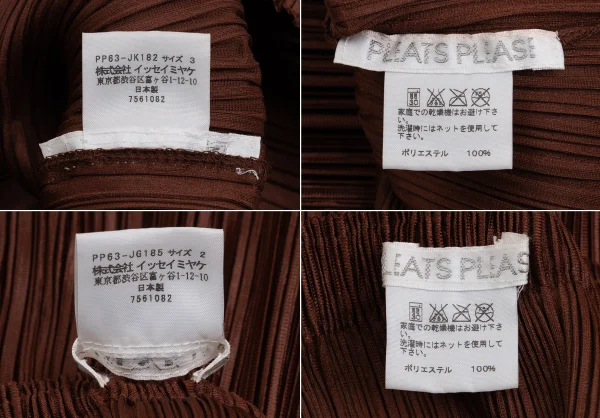 PP63-JK182 サイズ 3
株式会社 イッセイミヤケ
東京都渋谷区富ヶ谷1-12-10
日本製
7561082
PLEATS PLEASE
家庭での乾燥機はお避け下さい。
洗濯時にはネットを使用して下さい。
ポリエステル 100%
PP63-JG185 サイズ 2
株式会社 イッセイミヤケ
東京都渋谷区富ヶ谷1-12-10
日本製
7561082
LEATS PLEAS
家庭での乾燥機はお避け下さい。
洗濯時にはネットを使用して
下さい。
ポリエステル 100%